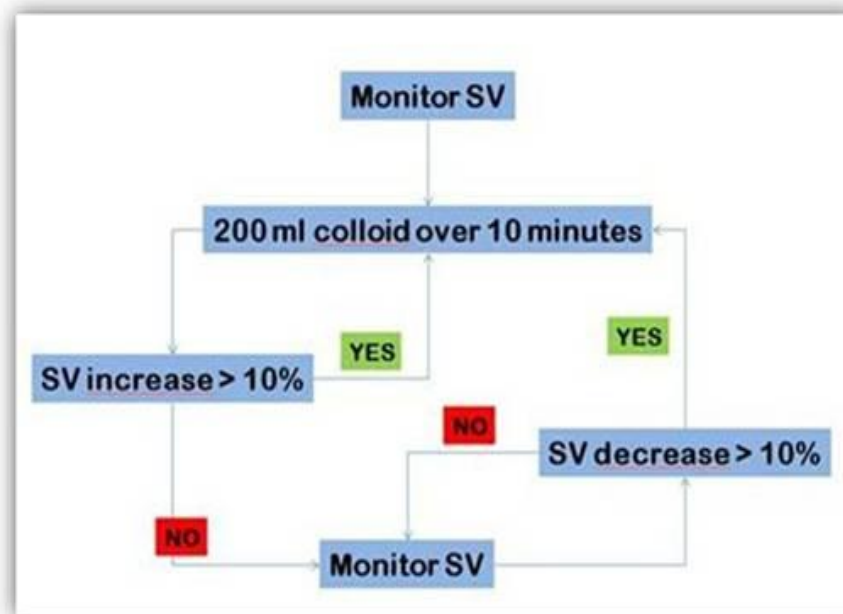 Monitor SV
200 ml colloid over 10 minutes
YES
YES
SV increase > 10%
NO
SV decrease > 10%
NO
Monitor SV